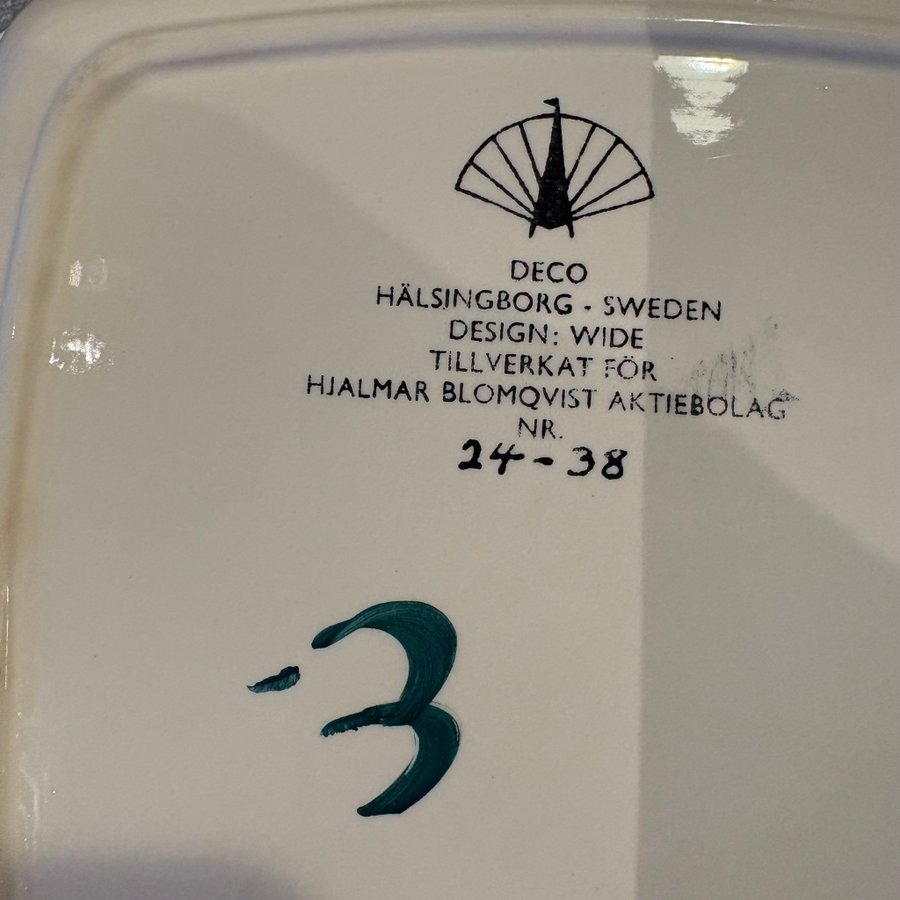 DECO
HÄLSINGBORG - SWEDEN
DESIGN: WIDE
TILLVERKAT FÖR
HJALMAR BLOMQVIST AKTIEBOLAG
NR.
24-38
-3